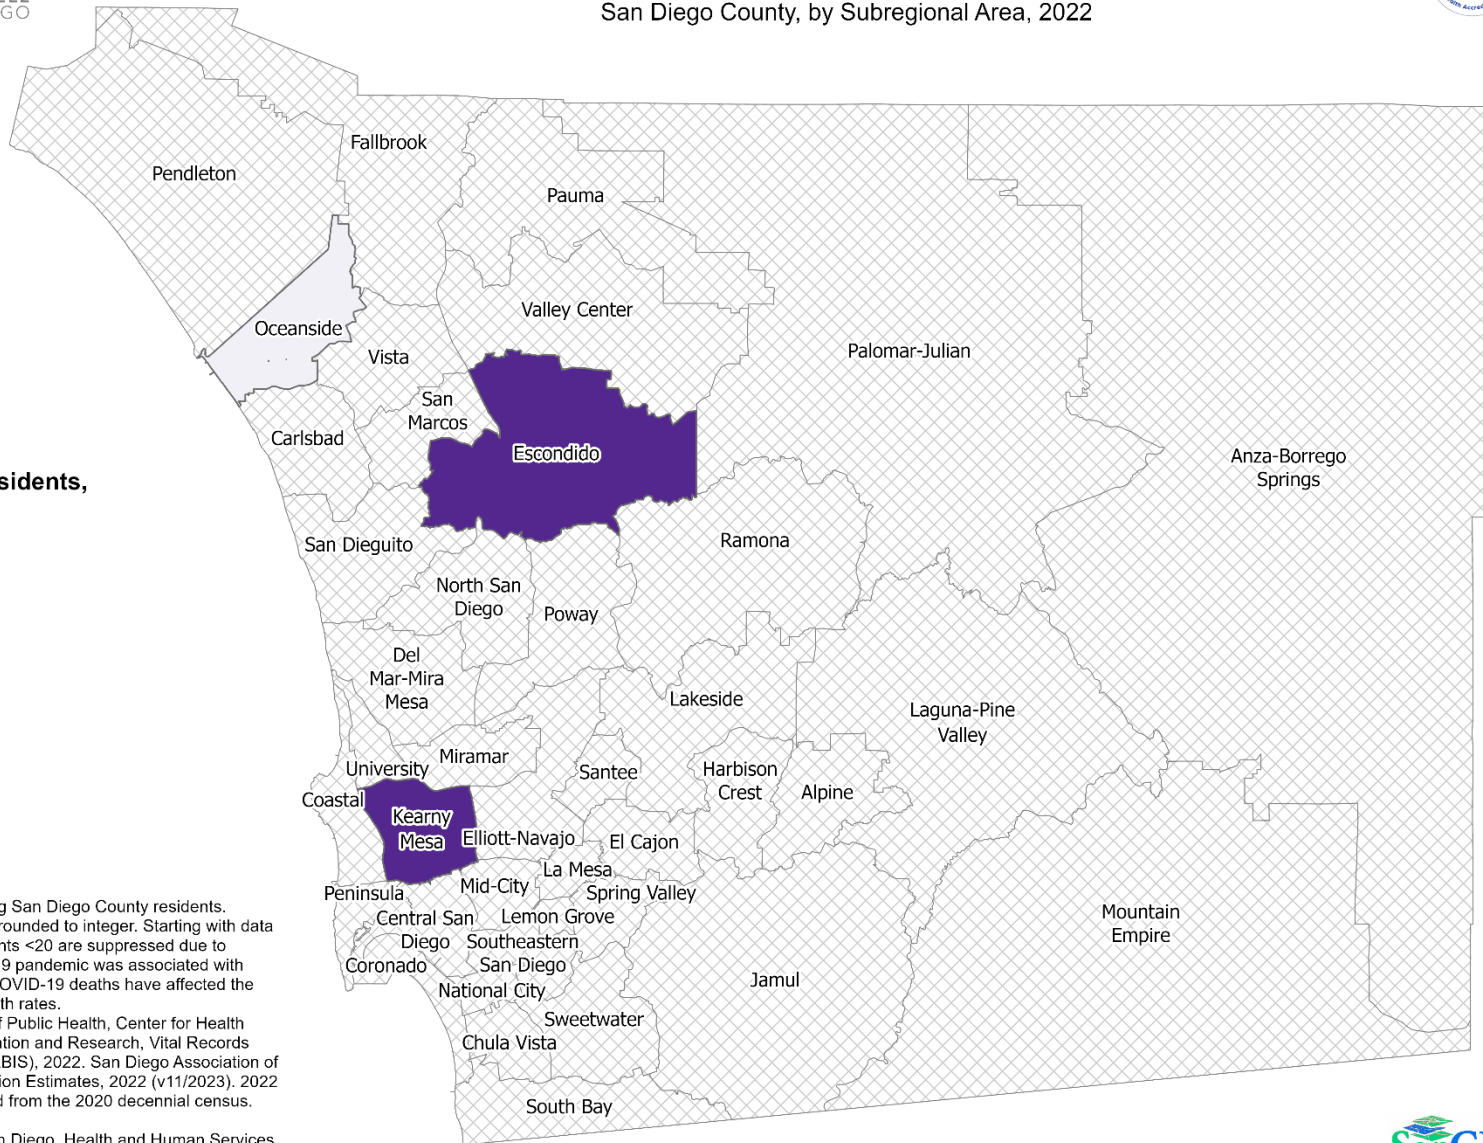 GO
San Diego County, by Subregional Area, 2022
Fallbrook
Pendleton
Pauma
Valley Center
Oceanside
Vista
Palomar-Julian
San
Marcos
Carlsbad
Escondido
Anza-Borrego
Springs
sidents,
San Dieguito
Ramona
North San
Diego
Poway
Del
Mar-Mira
Mesa
Lakeside
Laguna-Pine
Valley
Miramar
University
Santee
Harbison
Crest
Alpine
Coastal
Kearny
Mesa
Elliott-Navajo
El Cajon
La Mesa
Mid-City
Spring Valley
Peninsula
Central San
Diego
Lemon Grove
Southeastern
San Diego
Coronado
National City
Mountain
Empire
Jamul
Sweetwater
Chula Vista
South Bay
g San Diego County residents.
rounded to integer. Starting with data
nts <20 are suppressed due to
9 pandemic was associated with
OVID-19 deaths have affected the
th rates.
f Public Health, Center for Health
ation and Research, Vital Records
BIS), 2022. San Diego Association of
ion Estimates, 2022 (v11/2023). 2022
d from the 2020 decennial census.
n Diego, Health and Human Services